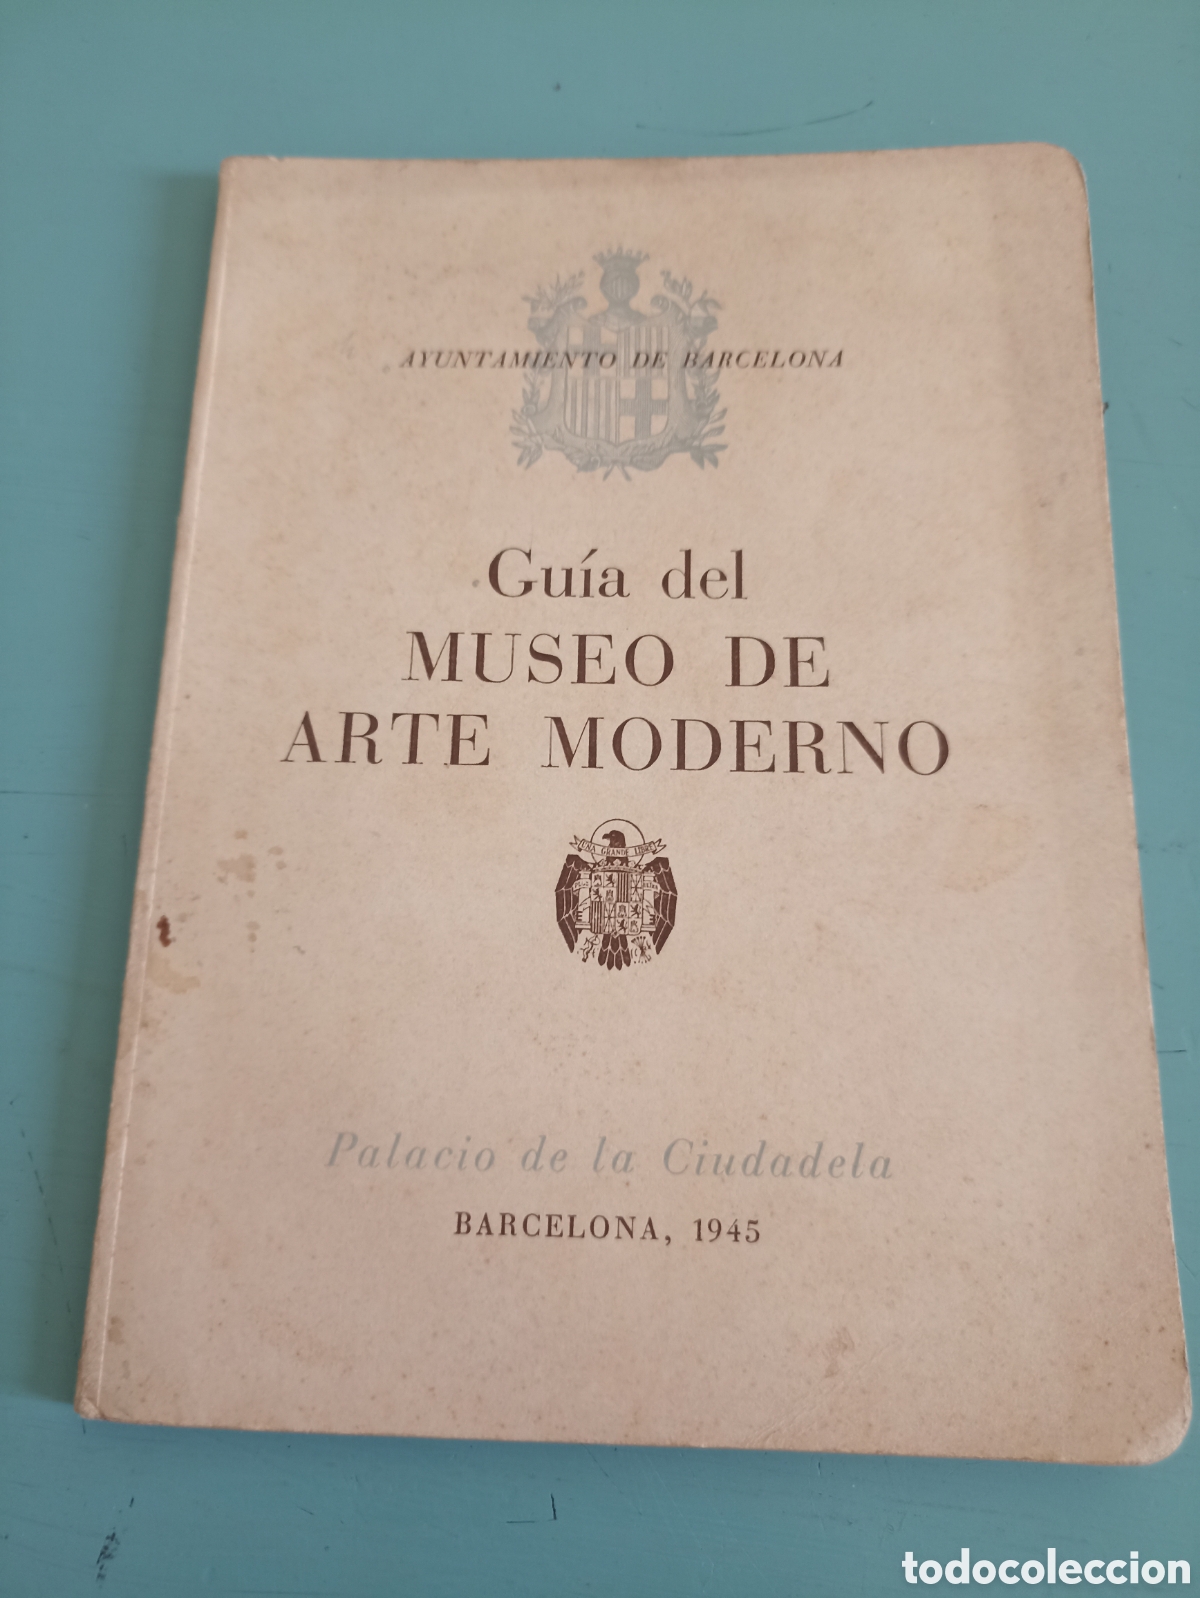 AYUNTAMIENTO DE BARCELONA
Guía del
MUSEO DE
ARTE MODERNO
UNA GRANDE LIBRE
Palacio de la Ciudadela
BARCELONA, 1945
todocoleccion